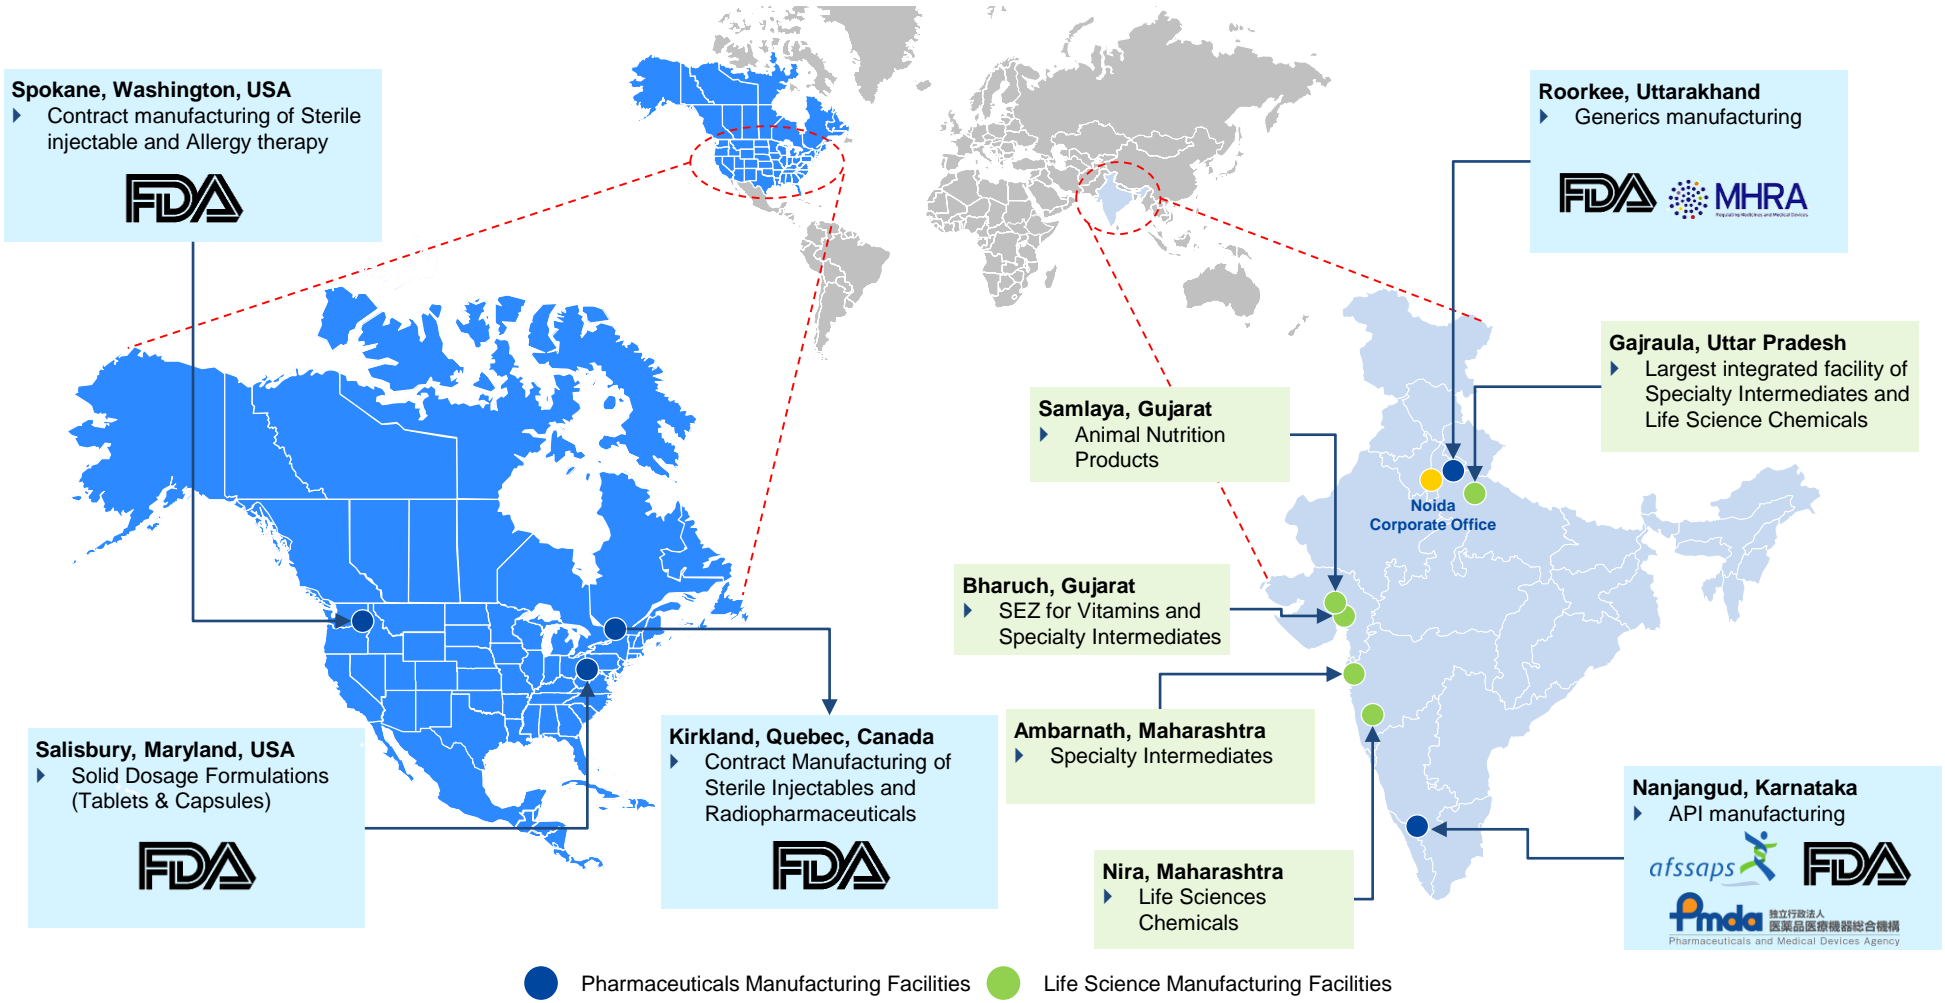 Spokane, Washington, USA
Contract manufacturing of Sterile
injectable and Allergy therapy
FDA
Roorkee, Uttarakhand
Generics manufacturing
FDA
MHRA
Regulating Medicines and Medical Devices
Gajraula, Uttar Pradesh
Largest integrated facility of
Specialty Intermediates and
Life Science Chemicals
Samlaya, Gujarat
Animal Nutrition
Products
Noida
Corporate Office
Bharuch, Gujarat
SEZ for Vitamins and
Specialty Intermediates
Ambarnath, Maharashtra
Specialty Intermediates
Salisbury, Maryland, USA
Solid Dosage Formulations
(Tablets & Capsules)
FDA
Kirkland, Quebec, Canada
Contract Manufacturing of
Sterile Injectables and
Radiopharmaceuticals
FDA
Nira, Maharashtra
Life Sciences
Chemicals
Nanjangud, Karnataka
API manufacturing
afssaps
FDA
Pmda
独立行政法人
医薬品医療機器総合機構
Pharmaceuticals and Medical Devices Agency
Pharmaceuticals Manufacturing Facilities
Life Science Manufacturing Facilities